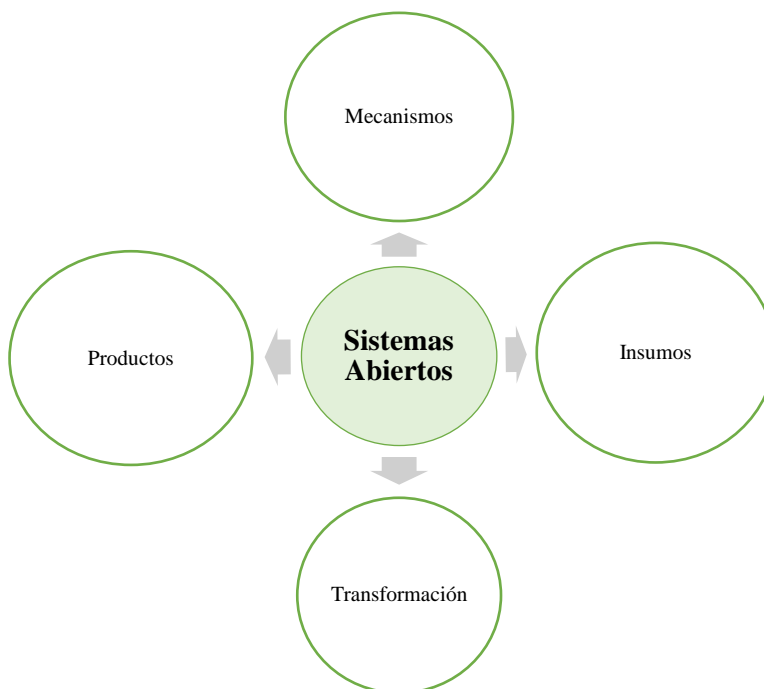 Mecanismos
Productos
Sistemas
Abiertos
Insumos
Transformación